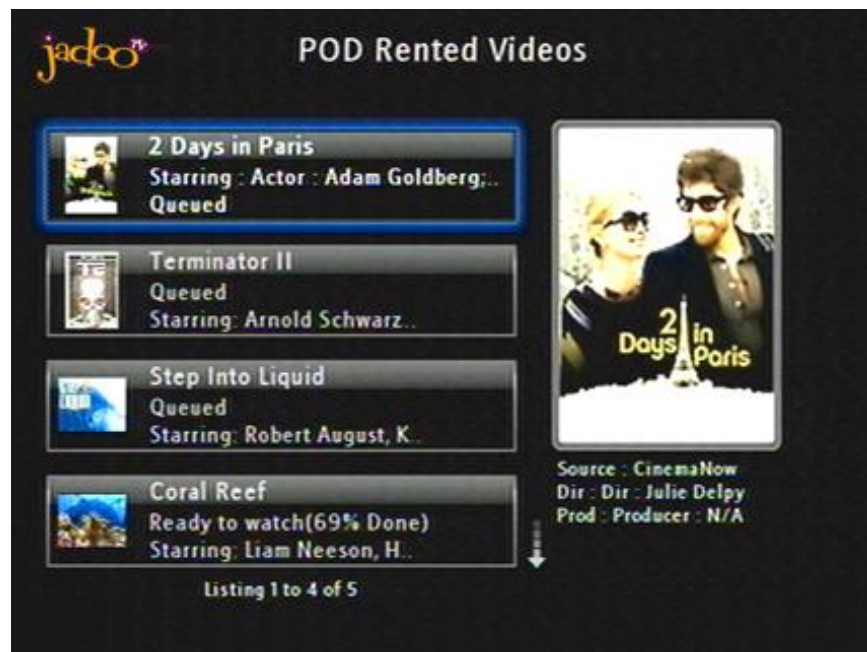 jadoo TV
POD Rented Videos
2 Days in Paris
Starring : Actor : Adam Goldberg;..
Queued
Terminator II
Queued
Starring: Arnold Schwarz..
Step Into Liquid
Queued
Starring: Robert August, K..
Coral Reef
Ready to watch(69% Done)
Starring: Liam Neeson, H..
Listing 1 to 4 of 5
2
Days in
Paris
Source : CinemaNow
Dir : Dir : Julie Delpy
Prod : Producer : N/A